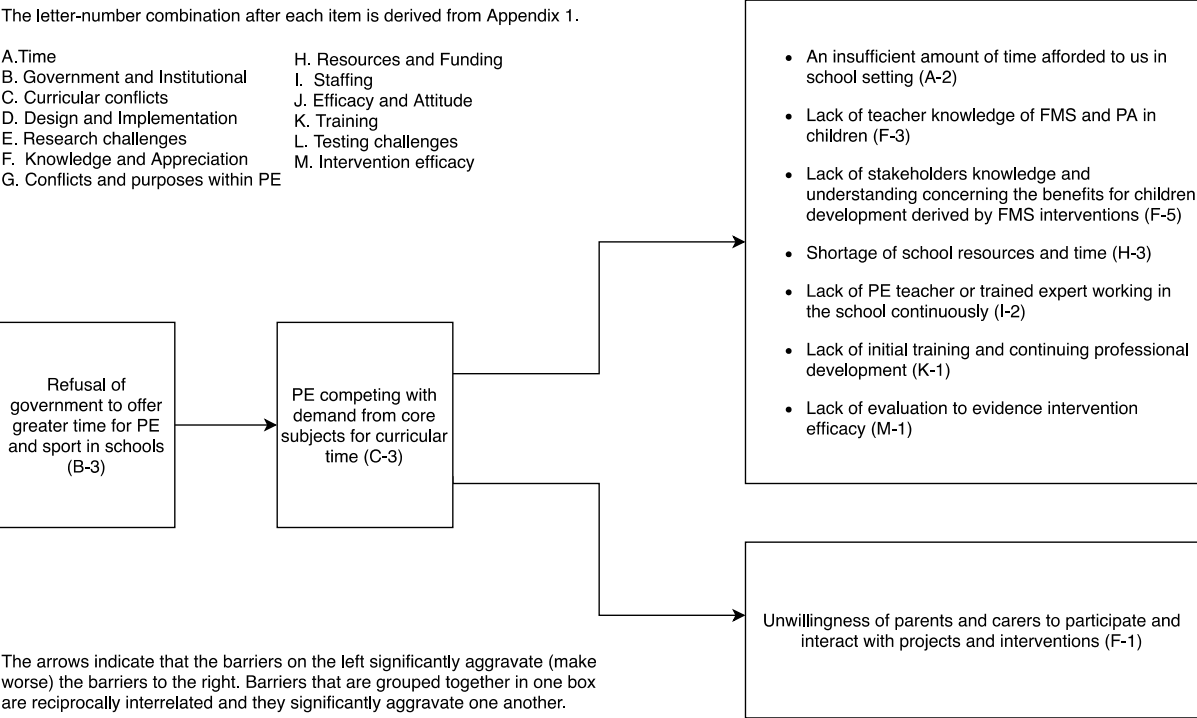 The letter-number combination after each item is derived from Appendix 1.
A.Time
B. Government and Institutional
C. Curricular conflicts
D. Design and Implementation
E. Research challenges
F. Knowledge and Appreciation
G. Conflicts and purposes within PE
H. Resources and Funding
I. Staffing
J. Efficacy and Attitude
K. Training
L. Testing challenges
M. Intervention efficacy
Refusal of
government to offer
greater time for PE
and sport in schools
(B-3)
PE competing with
demand from core
subjects for curricular
time (C-3)
• An insufficient amount of time afforded to us in
school setting (A-2)
• Lack of teacher knowledge of FMS and PA in
children (F-3)
• Lack of stakeholders knowledge and
understanding concerning the benefits for children
development derived by FMS interventions (F-5)
• Shortage of school resources and time (H-3)
• Lack of PE teacher or trained expert working in
the school continuously (I-2)
• Lack of initial training and continuing professional
development (K-1)
• Lack of evaluation to evidence intervention
efficacy (M-1)
Unwillingness of parents and carers to participate and
interact with projects and interventions (F-1)
The arrows indicate that the barriers on the left significantly aggravate (make
worse) the barriers to the right. Barriers that are grouped together in one box
are reciprocally interrelated and they significantly aggravate one another.